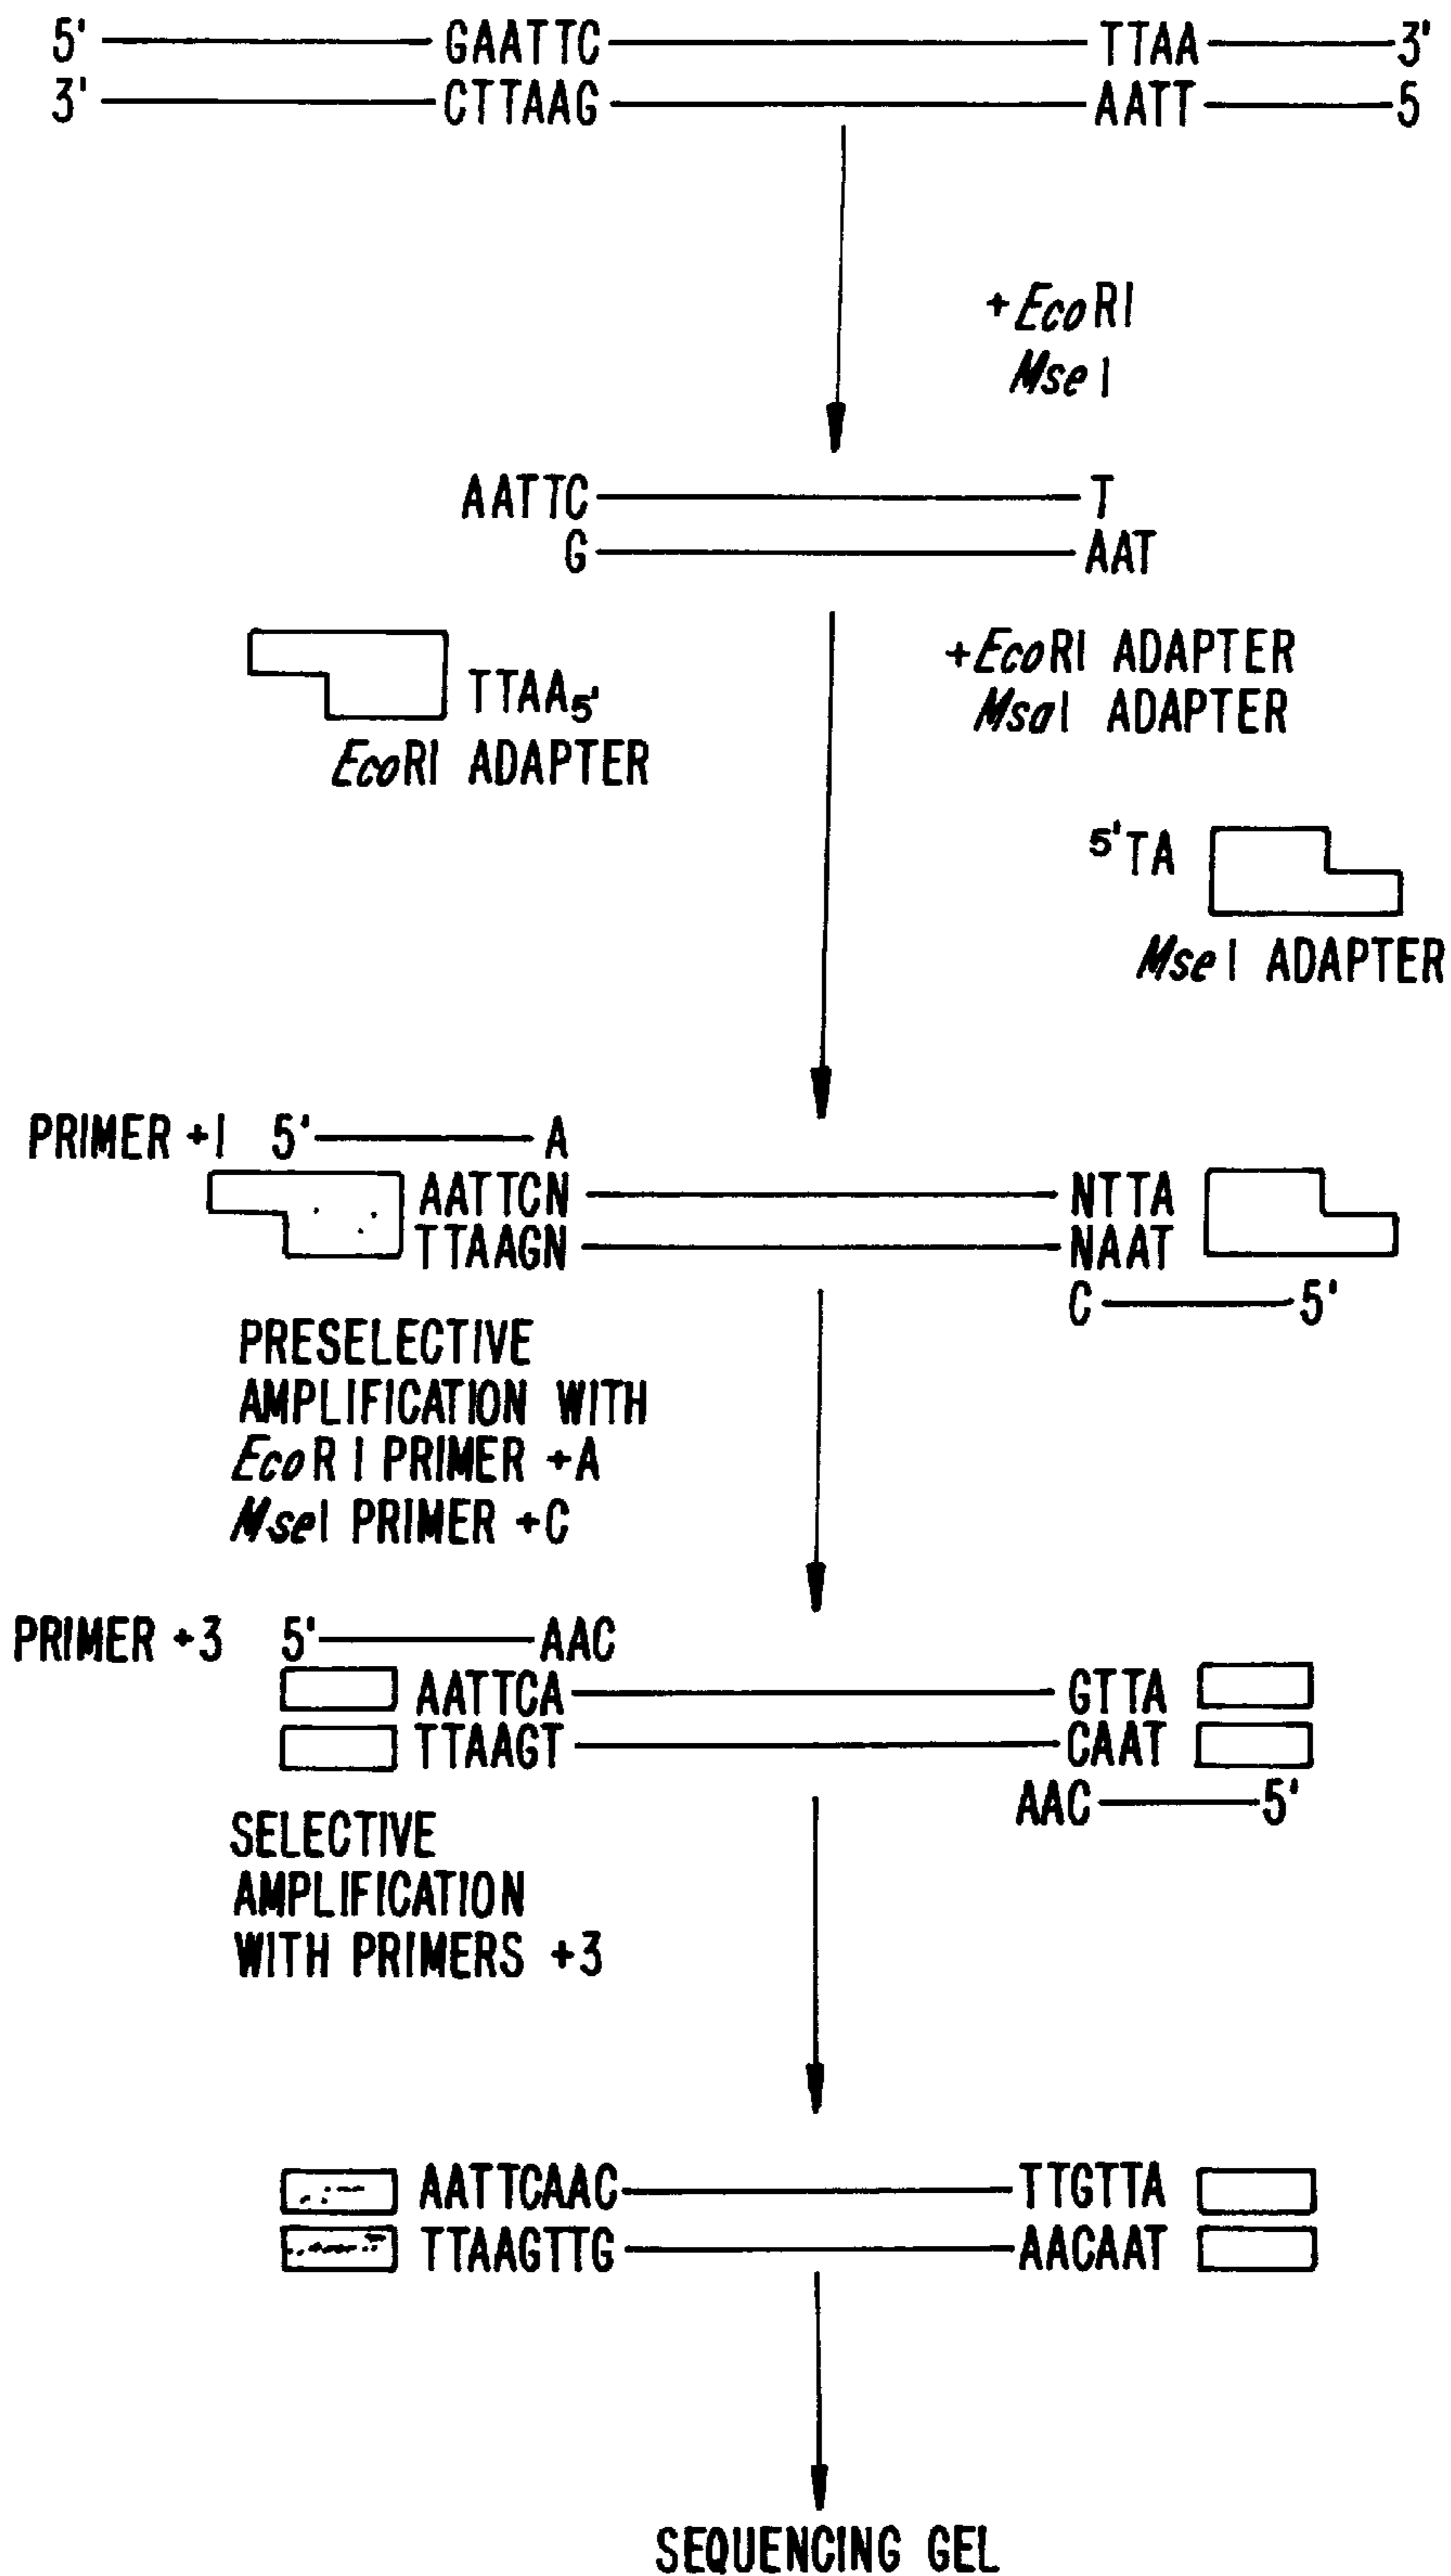 5' GAATTC TTAA 3'
3' CTTAAG AATT 5
+EcoRI
MseI
AATTC T
G AAT
TTAA5'
EcoRI ADAPTER
+EcoRI ADAPTER
MsaI ADAPTER
5'TA
MseI ADAPTER
PRIMER +1 5' A
AATTCN NTTA
TTAAGN NAAT
C 5'
PRESELECTIVE
AMPLIFICATION WITH
EcoRI PRIMER +A
MseI PRIMER +C
PRIMER +3 5' AAC
AATTCA GTTA
TTAAGT CAAT
AAC 5'
SELECTIVE
AMPLIFICATION
WITH PRIMERS +3
AATTCAAC TTGTTA
TTAAGTTG AACAAT
SEQUENCING GEL